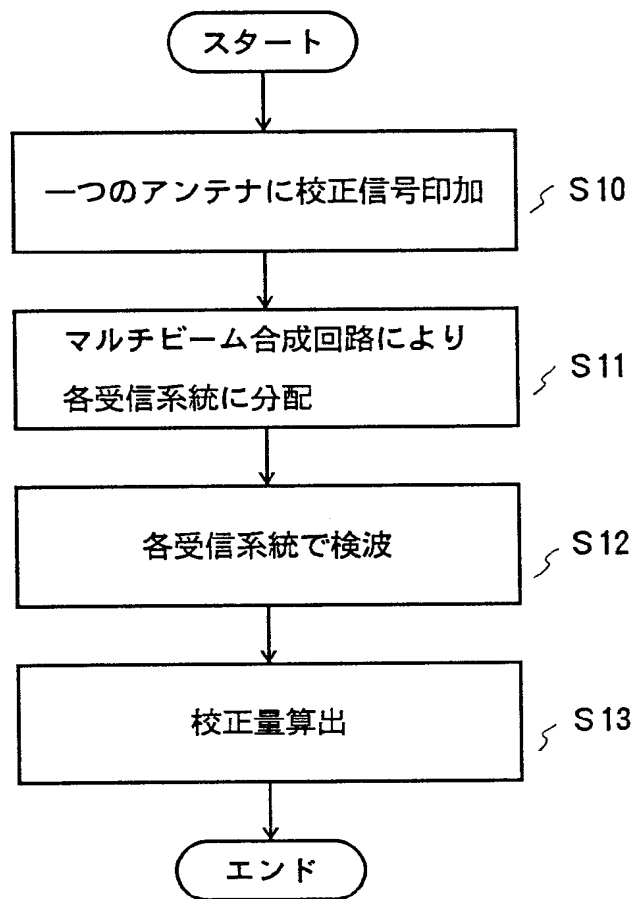 スタート
一つのアンテナに校正信号印加
S10
マルチビーム合成回路により
各受信系統に分配
S11
各受信系統で検波
S12
校正量算出
S13
エンド